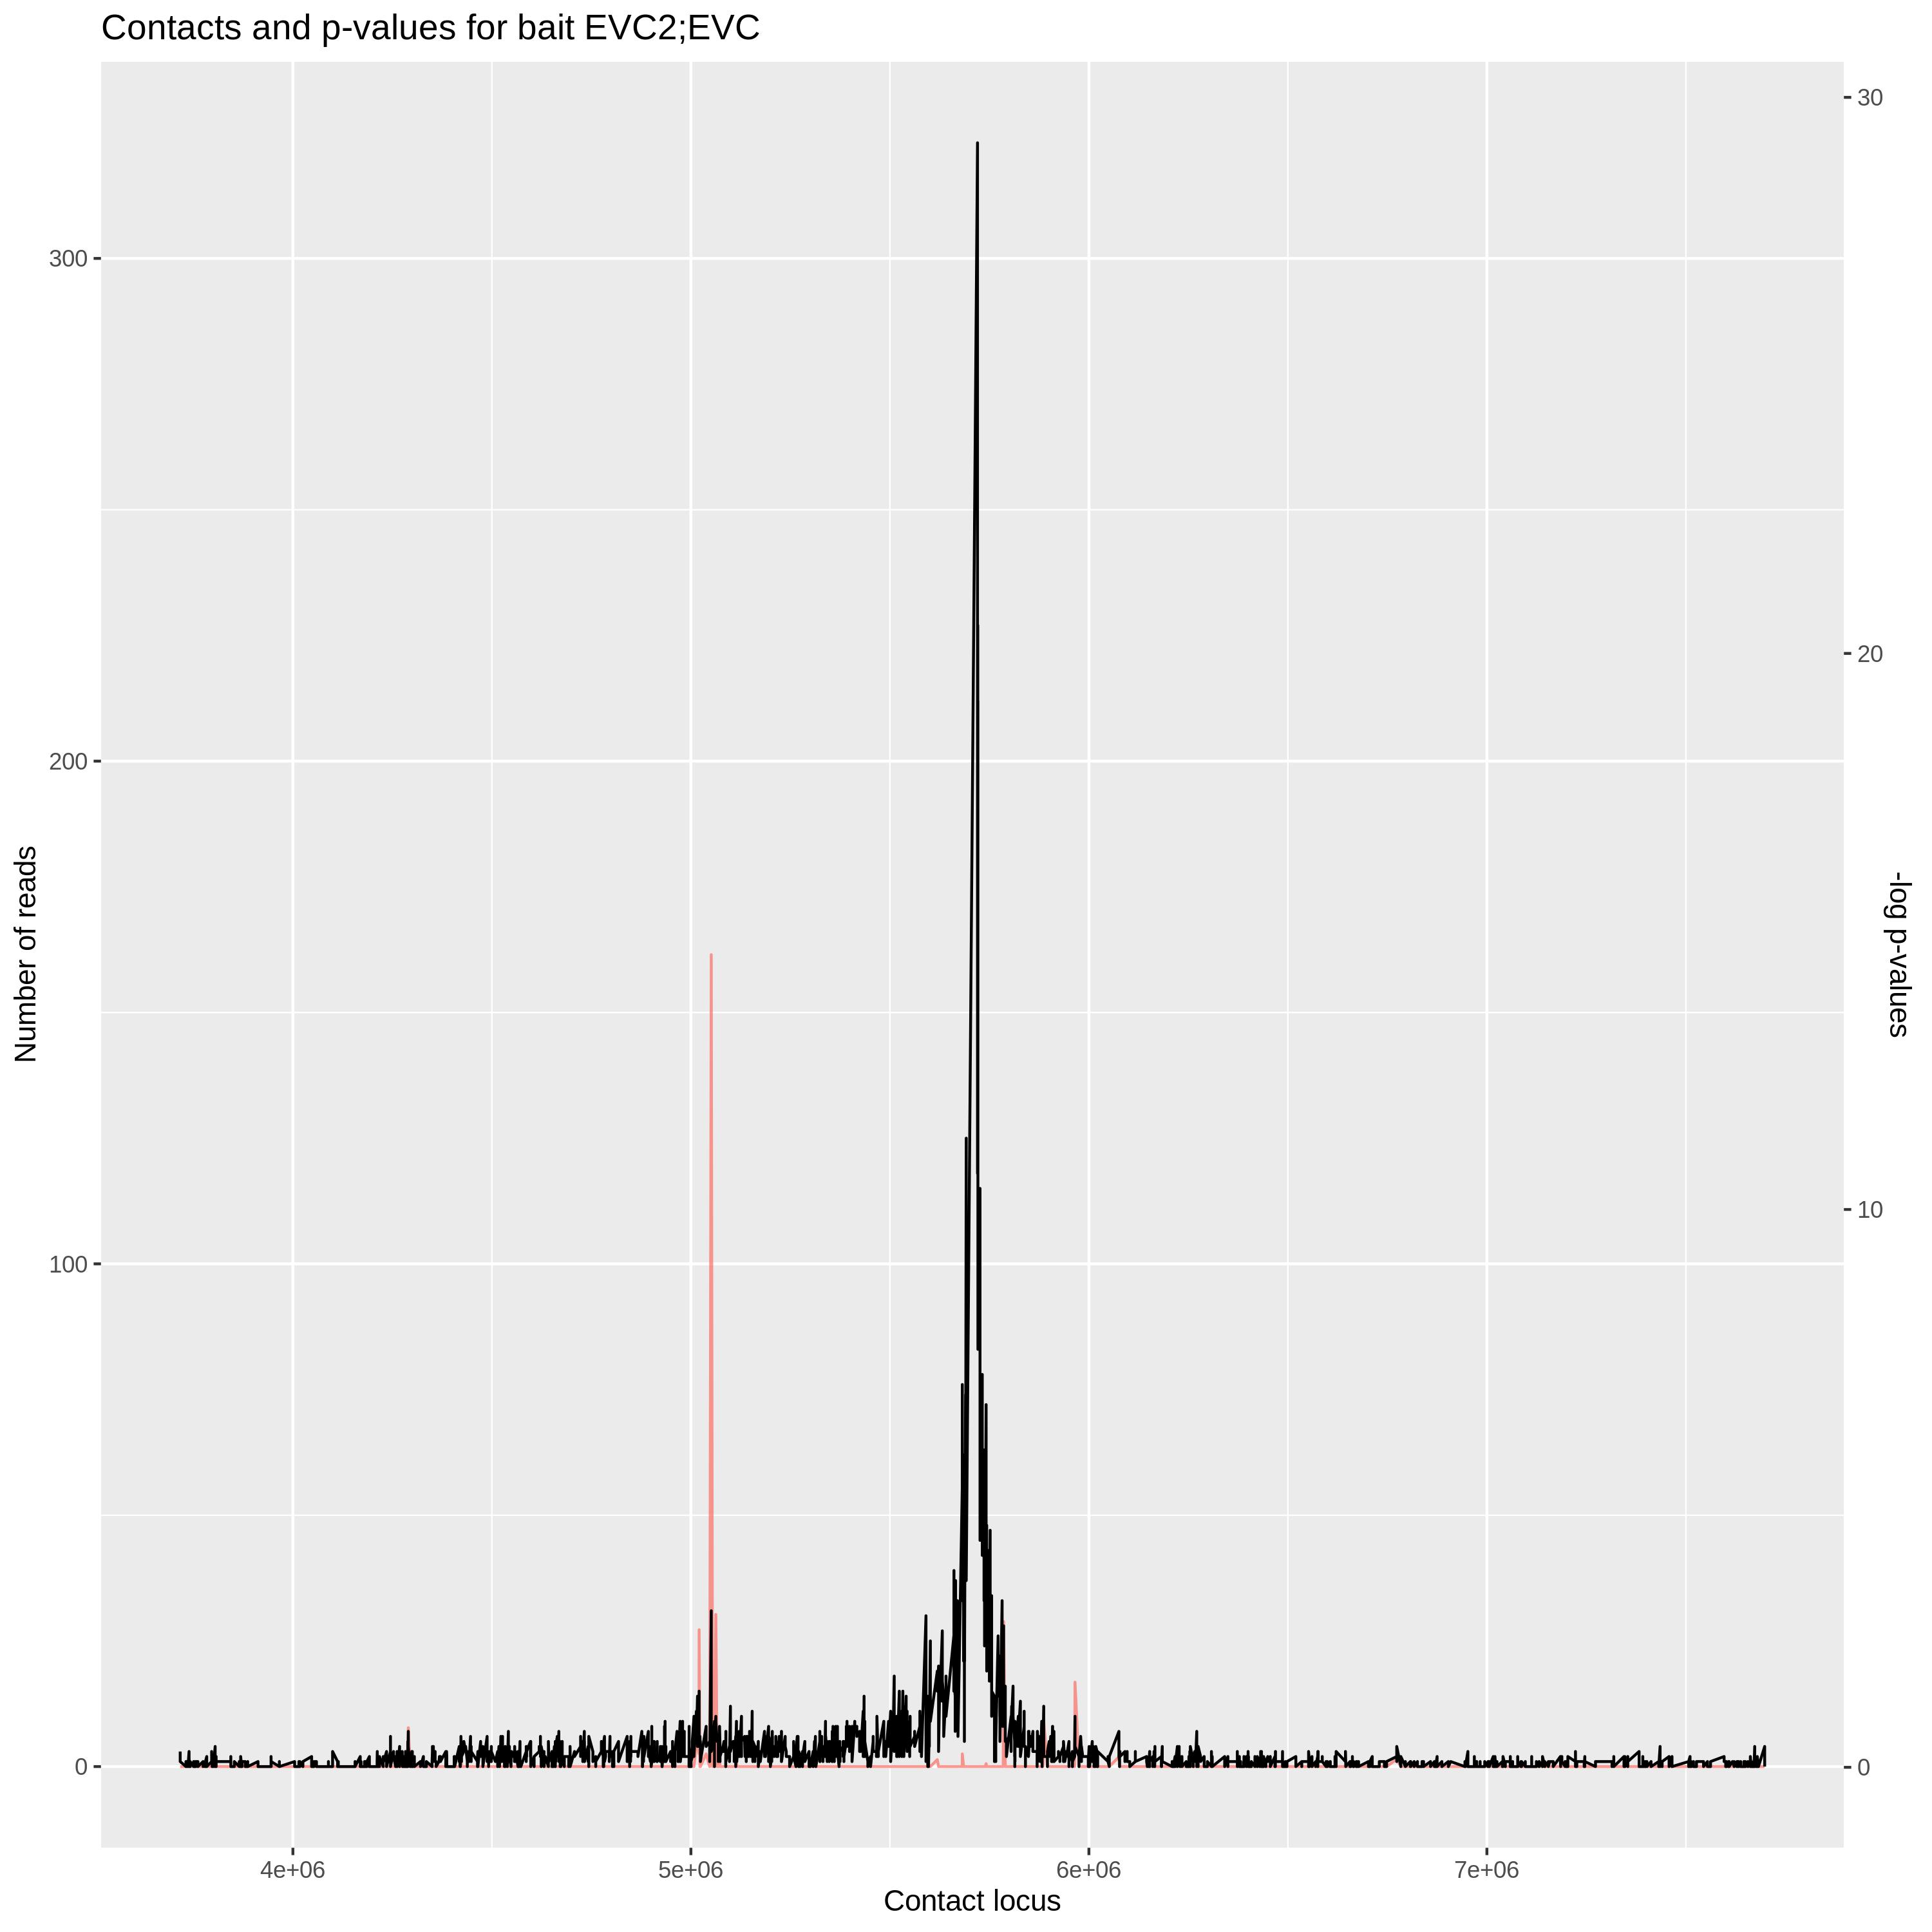 Contacts and p-values for bait EVC2;EVC
30
300
20
200
Number of reads
-log p-values
10
100
0
0
4e+06
5e+06
6e+06
7e+06
Contact locus